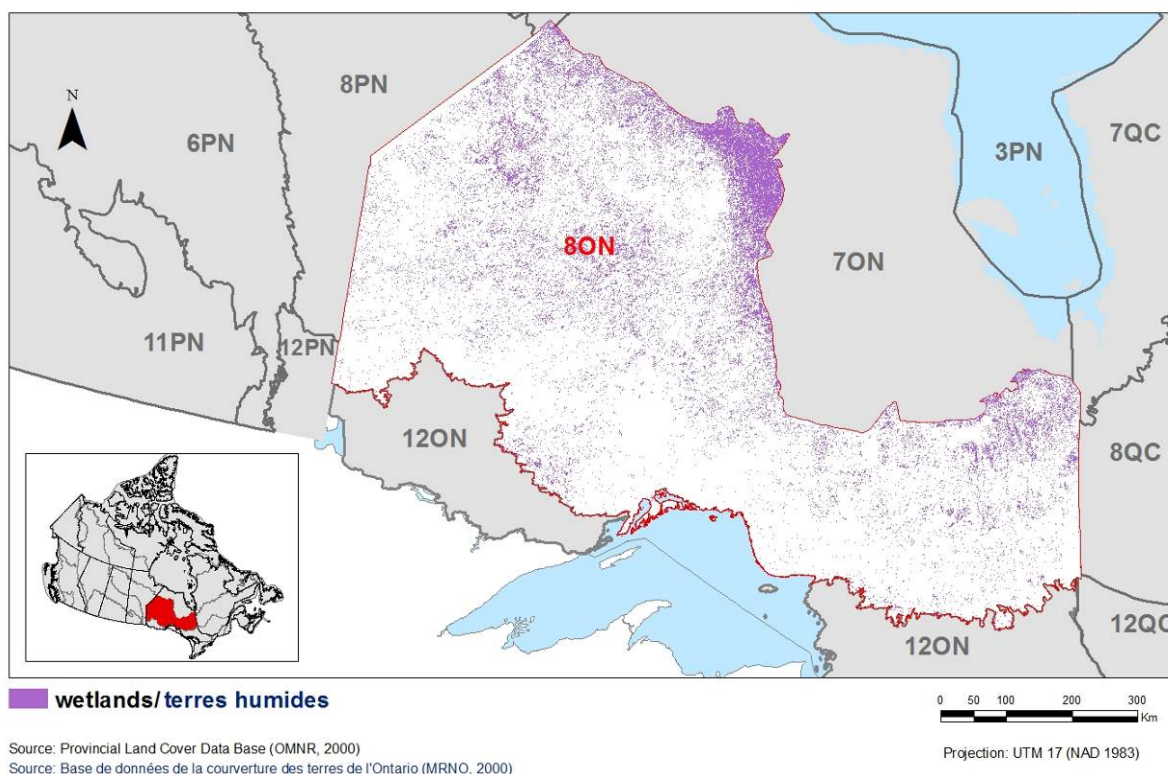 N
8PN
6PN
3PN
7QC
8ON
7ON
11PN
12PN
12ON
8QC
12ON
12QC
wetlands/terres humides
0 50 100 200 300
Km
Source: Provincial Land Cover Data Base (OMNR, 2000)
Projection: UTM 17 (NAD 1983)
Source: Base de données de la courverture des terres de l'Ontario (MRNO, 2000)